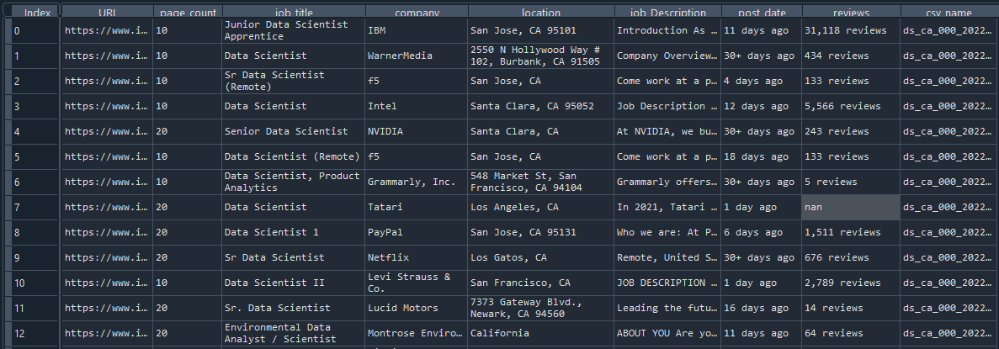 Index URL page_count job_title company location job_Description post_date reviews csv_name
0 https://www.i… 10 Junior Data Scientist Apprentice IBM San Jose, CA 95101 Introduction As … 11 days ago 31,118 reviews ds_ca_000_2022…
1 https://www.i… 10 Data Scientist WarnerMedia 2550 N Hollywood Way # 102, Burbank, CA 91505 Company Overview… 30+ days ago 434 reviews ds_ca_000_2022…
2 https://www.i… 10 Sr Data Scientist (Remote) f5 San Jose, CA Come work at a p… 4 days ago 133 reviews ds_ca_000_2022…
3 https://www.i… 10 Data Scientist Intel Santa Clara, CA 95052 Job Description … 12 days ago 5,566 reviews ds_ca_000_2022…
4 https://www.i… 20 Senior Data Scientist NVIDIA Santa Clara, CA At NVIDIA, we bu… 30+ days ago 243 reviews ds_ca_000_2022…
5 https://www.i… 10 Data Scientist (Remote) f5 San Jose, CA Come work at a p… 18 days ago 133 reviews ds_ca_000_2022…
6 https://www.i… 10 Data Scientist, Product Analytics Grammarly, Inc. 548 Market St, San Francisco, CA 94104 Grammarly offers… 30+ days ago 5 reviews ds_ca_000_2022…
7 https://www.i… 20 Data Scientist Tatari Los Angeles, CA In 2021, Tatari … 1 day ago nan ds_ca_000_2022…
8 https://www.i… 20 Data Scientist 1 PayPal San Jose, CA 95131 Who we are: At P… 6 days ago 1,511 reviews ds_ca_000_2022…
9 https://www.i… 20 Sr Data Scientist Netflix Los Gatos, CA Remote, United S… 30+ days ago 676 reviews ds_ca_000_2022…
10 https://www.i… 10 Data Scientist II Levi Strauss & Co. San Francisco, CA JOB DESCRIPTION … 1 day ago 2,789 reviews ds_ca_000_2022…
11 https://www.i… 20 Sr. Data Scientist Lucid Motors 7373 Gateway Blvd., Newark, CA 94560 Leading the futu… 16 days ago 14 reviews ds_ca_000_2022…
12 https://www.i… 20 Environmental Data Analyst / Scientist Montrose Enviro… California ABOUT YOU Are yo… 11 days ago 64 reviews ds_ca_000_2022…